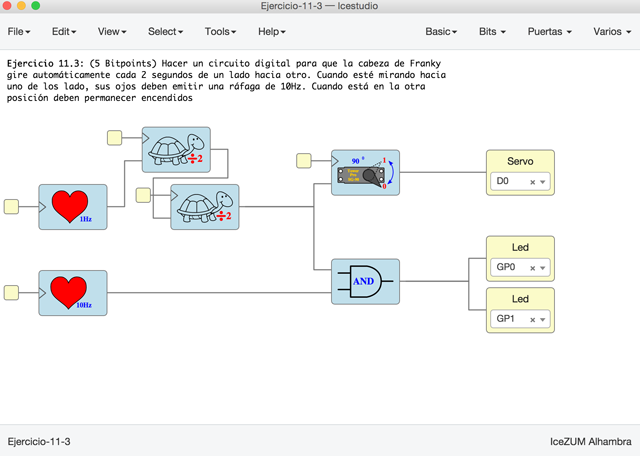 Ejercicio-11-3 — Icestudio
File Edit View Select Tools Help Basic Bits Puertas Varios
Ejercicio 11.3: (5 Bitpoints) Hacer un circuito digital para que la cabeza de Franky
gire automáticamente cada 2 segundos de un lado hacia otro. Cuando esté mirando hacia
uno de los lado, sus ojos deben emitir una ráfaga de 10Hz. Cuando está en la otra
posición deben permanecer encendidos
÷2
90 º 1
0
Servo
D0
1Hz
÷2
Led
GP0
10Hz
AND
Led
GP1
Ejercicio-11-3 IceZUM Alhambra